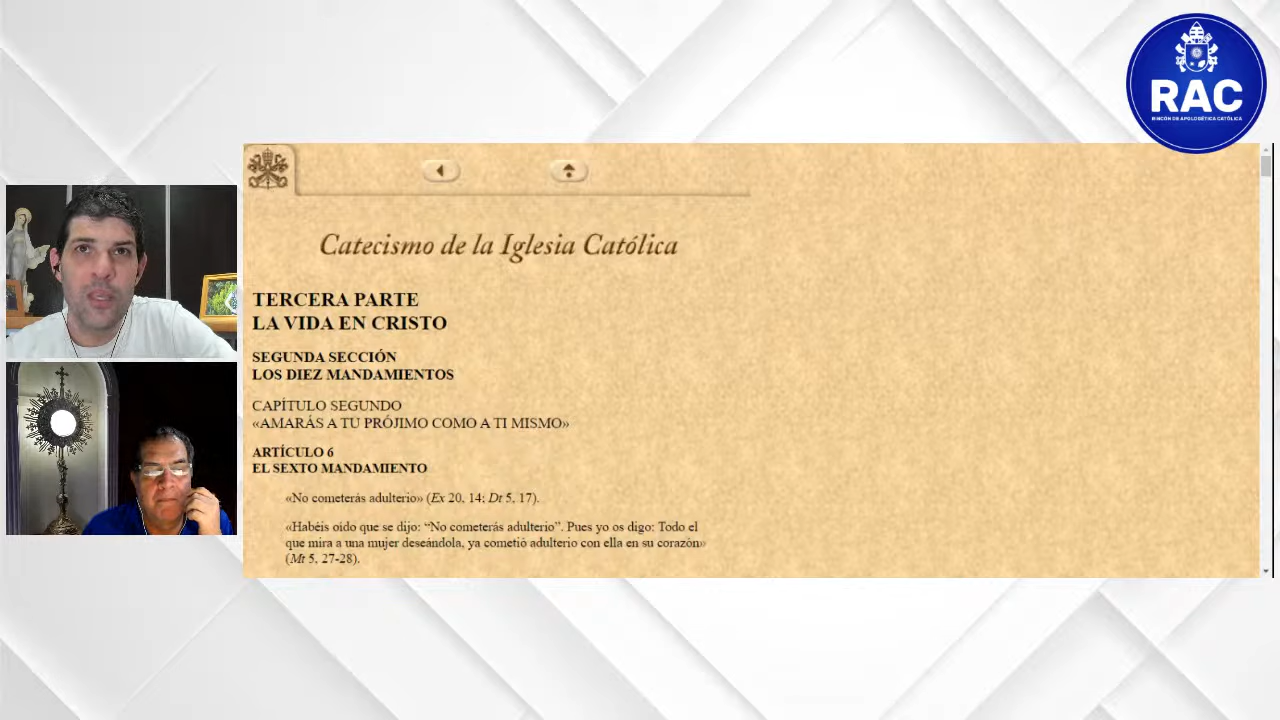 RAC
RINCÓN DE APOLOGÉTICA CATÓLICA
Catecismo de la Iglesia Católica
TERCERA PARTE
LA VIDA EN CRISTO
SEGUNDA SECCIÓN
LOS DIEZ MANDAMIENTOS
CAPÍTULO SEGUNDO
«AMARÁS A TU PRÓJIMO COMO A TI MISMO»
ARTÍCULO 6
EL SEXTO MANDAMIENTO
«No cometerás adulterio» (Ex 20, 14; Dt 5, 17).
«Habéis oído que se dijo: “No cometerás adulterio”. Pues yo os digo: Todo el
que mira a una mujer deseándola, ya cometió adulterio con ella en su corazón»
(Mt 5, 27-28).